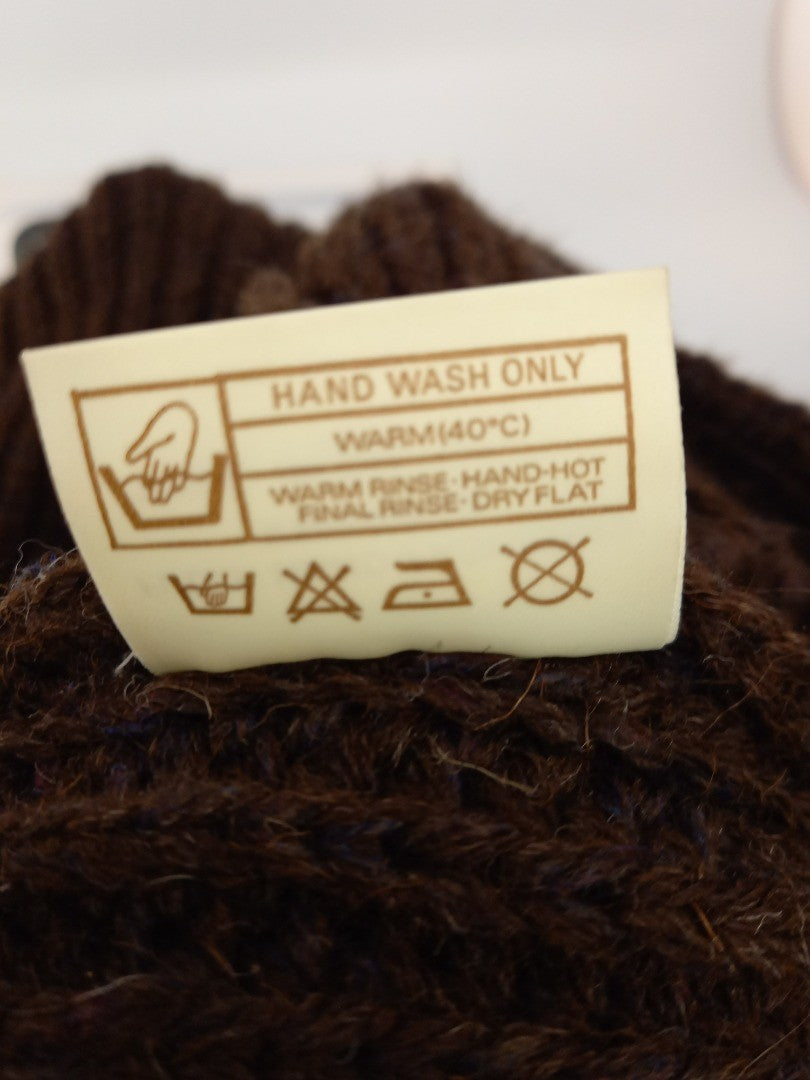 HAND WASH ONLY
WARM(40°C)
WARM RINSE·HAND-HOT
FINAL RINSE·DRY FLAT